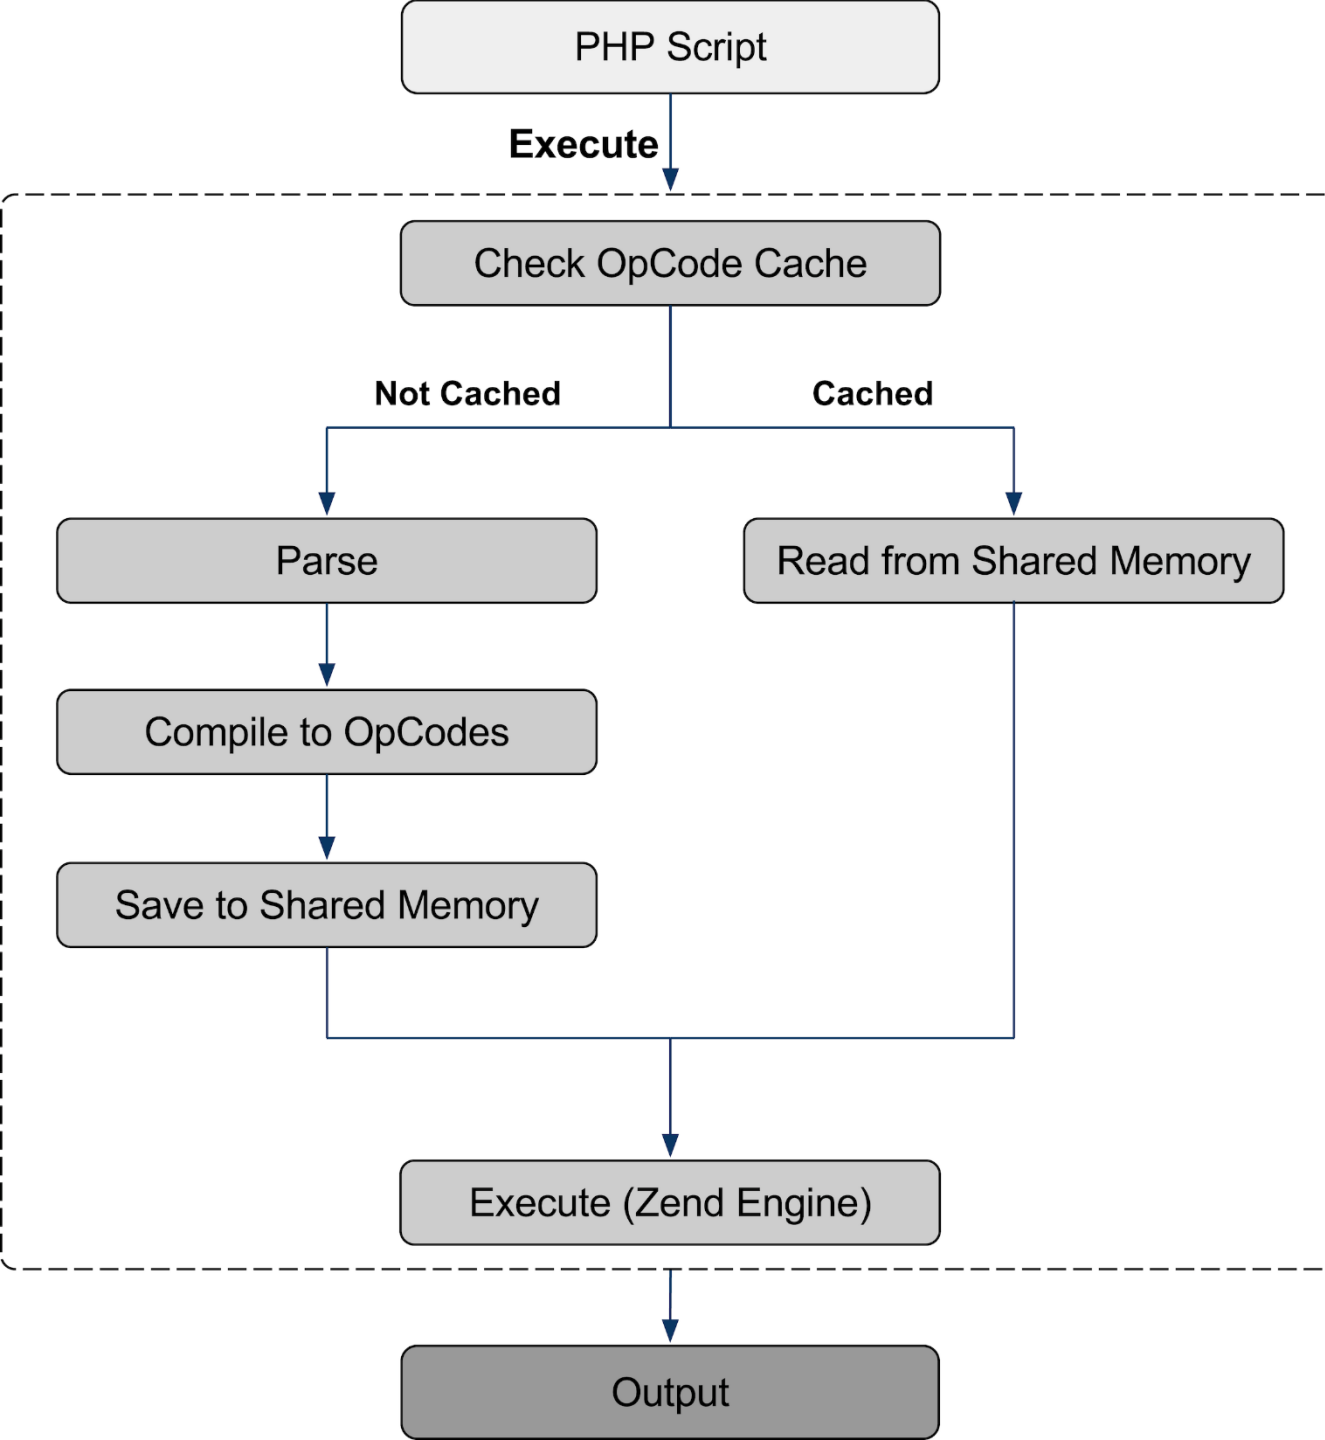 PHP Script
Execute
Check OpCode Cache
Not Cached
Cached
Parse
Read from Shared Memory
Compile to OpCodes
Save to Shared Memory
Execute (Zend Engine)
Output